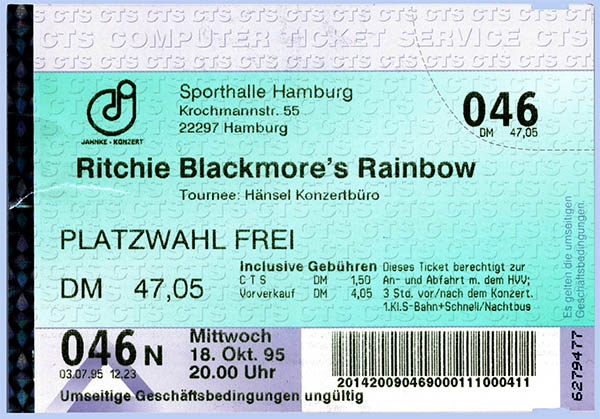 CTS COMPUTER TICKET SERVICE CTS
JANNKE - KONZERT
Sporthalle Hamburg
Krochmannstr. 55
22297 Hamburg
046
DM 47,05
Ritchie Blackmore's Rainbow
Tournee: Hänsel Konzertbüro
PLATZWAHL FREI
DM 47,05
Inclusive Gebühren
CTS DM 1,50
Vorverkauf DM 4,05
Dieses Ticket berechtigt zur
An- und Abfahrt m. dem HVV;
3 Std. vor/nach dem Konzert.
1.Kl.S-Bahn+Schnell/Nachtbus
Es gelten die umseitigen
Geschäftsbedingungen.
046 N
03.07.95 12.23
Mittwoch
18. Okt. 95
20.00 Uhr
201420090469000111000411
6279477
Umseitige Geschäftsbedingungen ungültig